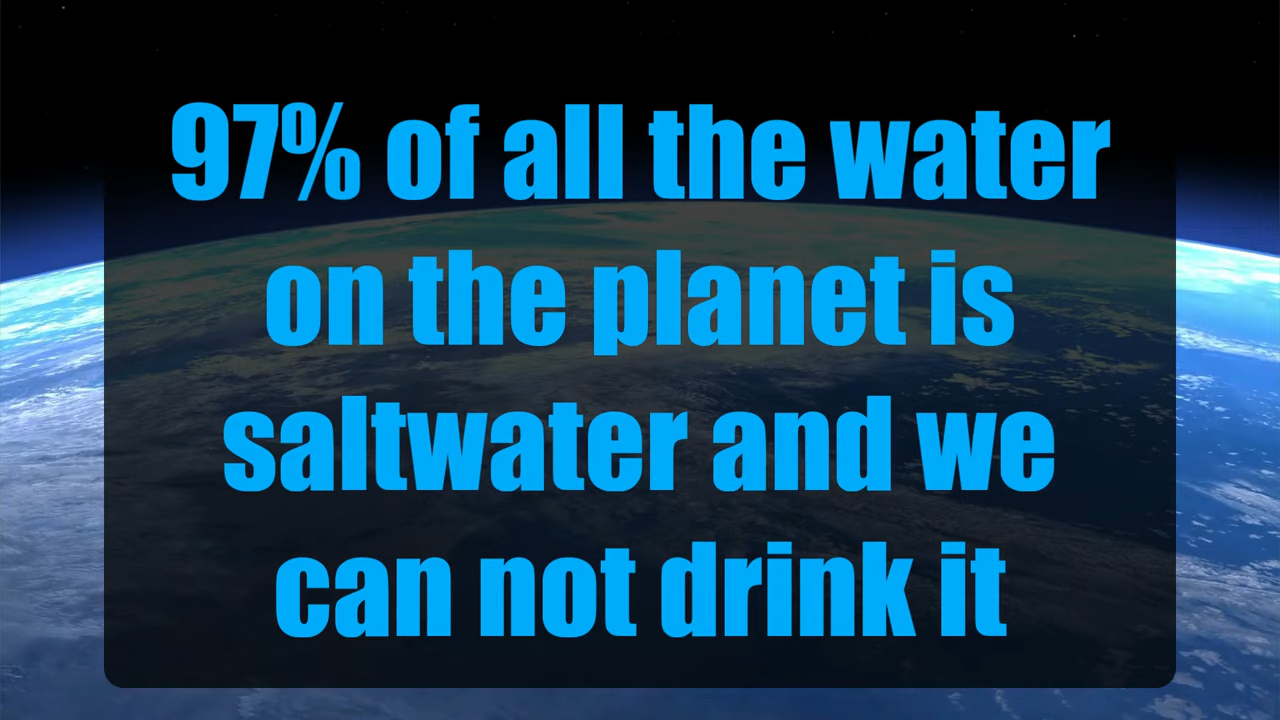 97% of all the water
on the planet is
saltwater and we
can not drink it